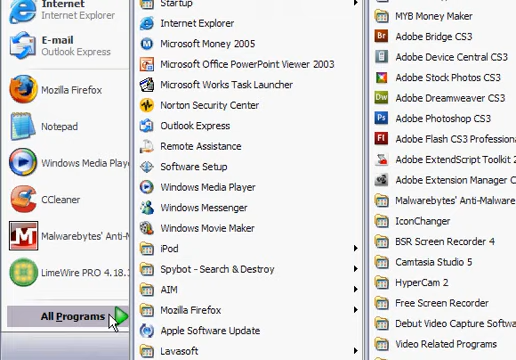 Internet
Internet Explorer
E-mail
Outlook Express
Mozilla Firefox
Notepad
Windows Media Play
CCleaner
Malwarebytes' Anti-M
LimeWire PRO 4.18.
All Programs
Startup
Internet Explorer
Microsoft Money 2005
Microsoft Office PowerPoint Viewer 2003
Microsoft Works Task Launcher
Norton Security Center
Outlook Express
Remote Assistance
Software Setup
Windows Media Player
Windows Messenger
Windows Movie Maker
iPod
Spybot - Search & Destroy
AIM
Mozilla Firefox
Apple Software Update
Lavasoft
MYB Money Maker
Adobe Bridge CS3
Adobe Device Central CS3
Adobe Stock Photos CS3
Adobe Dreamweaver CS3
Adobe Photoshop CS3
Adobe Flash CS3 Professiona
Adobe ExtendScript Toolkit 2
Adobe Extension Manager C
Malwarebytes' Anti-Malware
IconChanger
BSR Screen Recorder 4
Camtasia Studio 5
HyperCam 2
Free Screen Recorder
Debut Video Capture Softwa
Video Related Programs